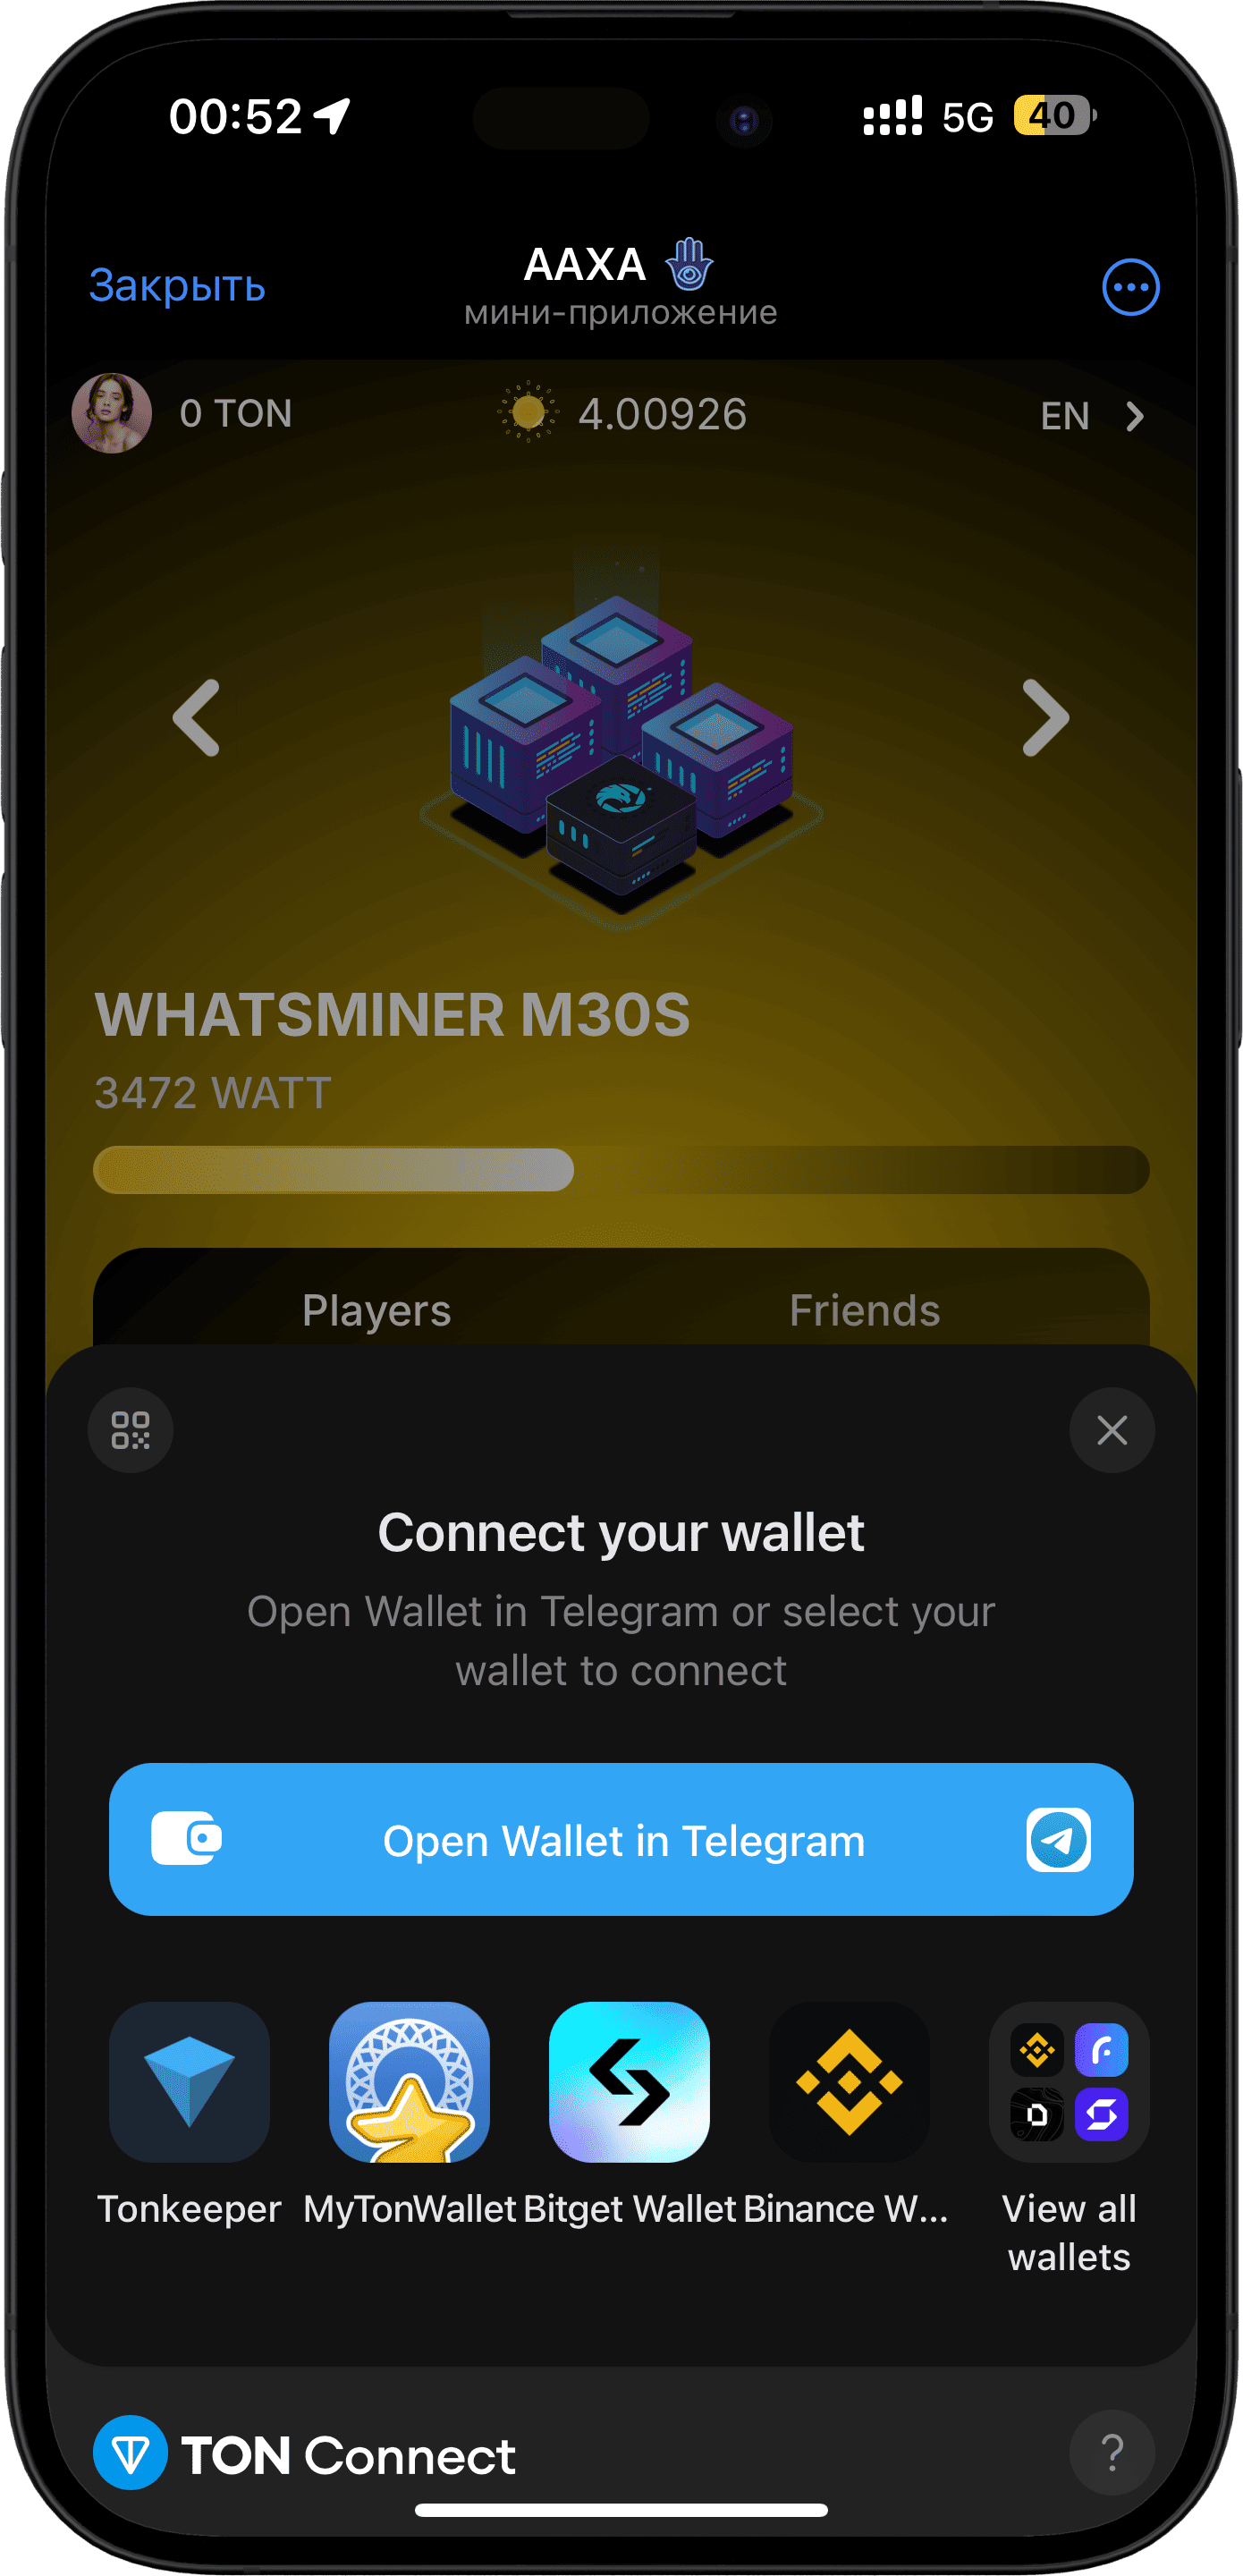 00:52
5G
40
Закрыть
AAXA
мини-приложение
0 TON
4.00926
EN
WHATSMINER M30S
3472 WATT
Players
Friends
Connect your wallet
Open Wallet in Telegram or select your
wallet to connect
Open Wallet in Telegram
Tonkeeper
MyTonWallet
Bitget Wallet
Binance W...
View all
wallets
TON Connect
?